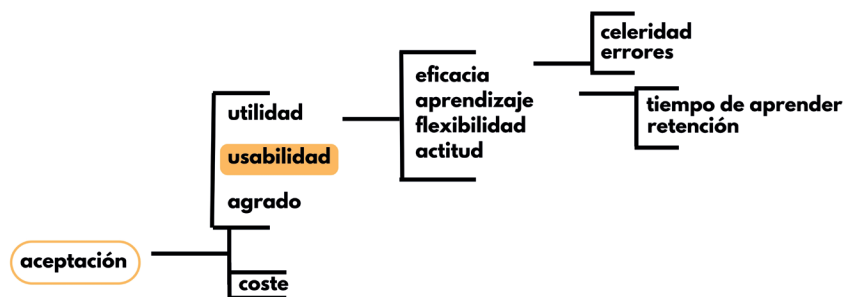 aceptación
utilidad
usabilidad
agrado
coste
eficacia
aprendizaje
flexibilidad
actitud
celeridad
errores
tiempo de aprender
retención